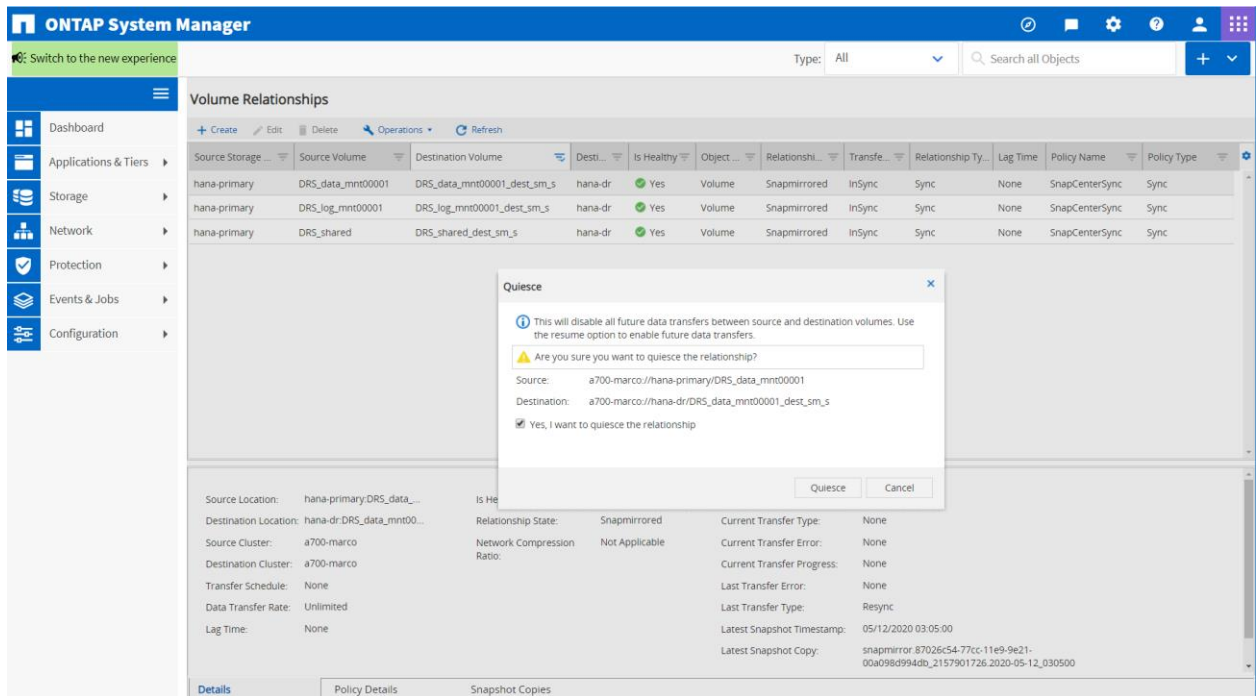 ONTAP System Manager
Switch to the new experience
Type: All
Search all Objects
Volume Relationships
Dashboard
Applications & Tiers
Storage
Network
Protection
Events & Jobs
Configuration
Create Edit Delete Operations Refresh
Source Storage ... Source Volume Destination Volume Desti... Is Healthy Object ... Relationshi... Transfe... Relationship Ty... Lag Time Policy Name Policy Type
hana-primary DRS_data_mnt00001 DRS_data_mnt00001_dest_sm_s hana-dr Yes Volume Snapmirrored InSync Sync None SnapCenterSync Sync
hana-primary DRS_log_mnt00001 DRS_log_mnt00001_dest_sm_s hana-dr Yes Volume Snapmirrored InSync Sync None SnapCenterSync Sync
hana-primary DRS_shared DRS_shared_dest_sm_s hana-dr Yes Volume Snapmirrored InSync Sync None SnapCenterSync Sync
Quiesce
This will disable all future data transfers between source and destination volumes. Use
the resume option to enable future data transfers.
Are you sure you want to quiesce the relationship?
Source: a700-marco://hana-primary/DRS_data_mnt00001
Destination: a700-marco://hana-dr/DRS_data_mnt00001_dest_sm_s
Yes, I want to quiesce the relationship
Quiesce Cancel
Source Location: hana-primary:DRS_data_...
Destination Location: hana-dr:DRS_data_mnt00...
Source Cluster: a700-marco
Destination Cluster: a700-marco
Transfer Schedule: None
Data Transfer Rate: Unlimited
Lag Time: None
Is He
Relationship State: Snapmirrored
Network Compression Not Applicable
Ratio:
Current Transfer Type: None
Current Transfer Error: None
Current Transfer Progress: None
Last Transfer Error: None
Last Transfer Type: Resync
Latest Snapshot Timestamp: 05/12/2020 03:05:00
Latest Snapshot Copy: snapmirror.87026c54-77cc-11e9-9e21-
00a098d994db_2157901726.2020-05-12_030500
Details Policy Details Snapshot Copies